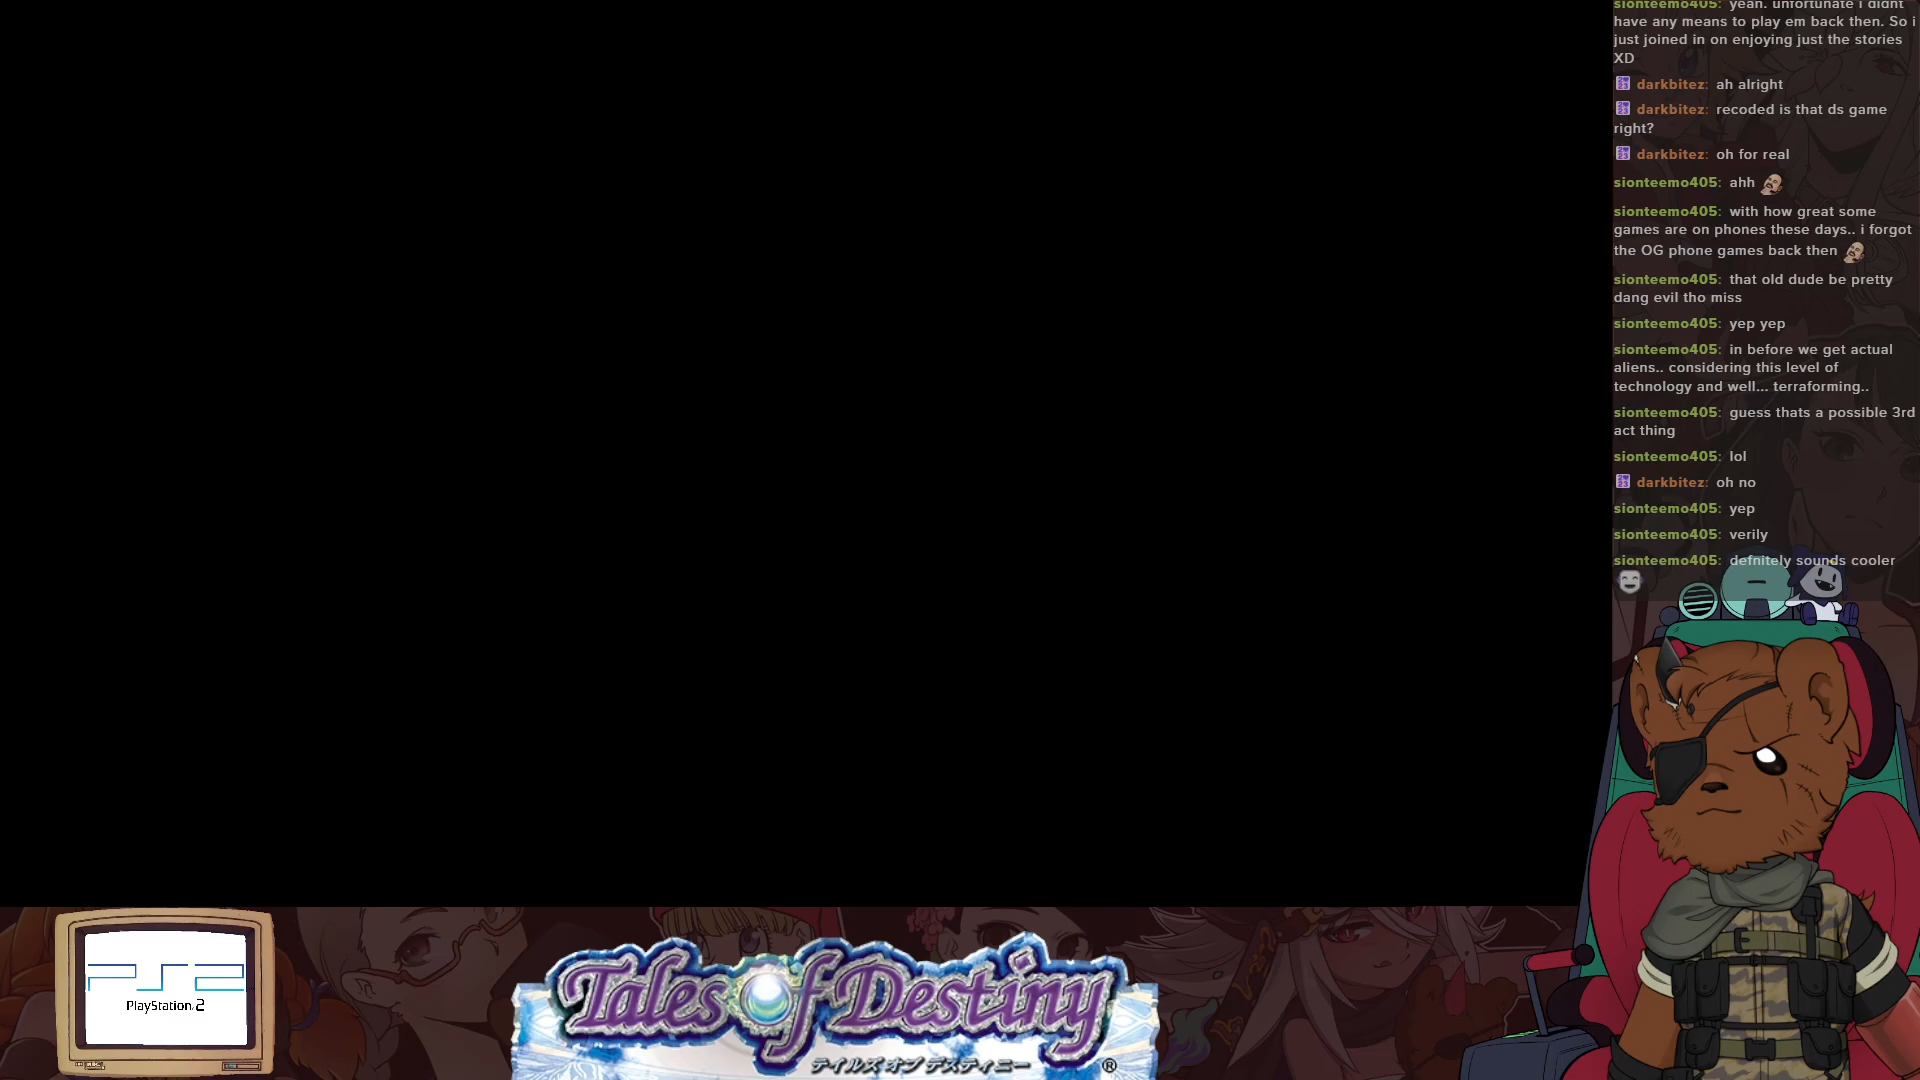 sionteemo405: yeah. unfortunate i didnt
have any means to play em back then. So i
just joined in on enjoying just the stories
XD
darkbitez: ah alright
darkbitez: recoded is that ds game
right?
darkbitez: oh for real
sionteemo405: ahh
sionteemo405: with how great some
games are on phones these days.. i forgot
the OG phone games back then
sionteemo405: that old dude be pretty
dang evil tho miss
sionteemo405: yep yep
sionteemo405: in before we get actual
aliens.. considering this level of
technology and well... terraforming..
sionteemo405: guess thats a possible 3rd
act thing
sionteemo405: lol
darkbitez: oh no
sionteemo405: yep
sionteemo405: verily
sionteemo405: defnitely sounds cooler
PS2
PlayStation 2
Tales of Destiny
テイルズ オブ デスティニー ®